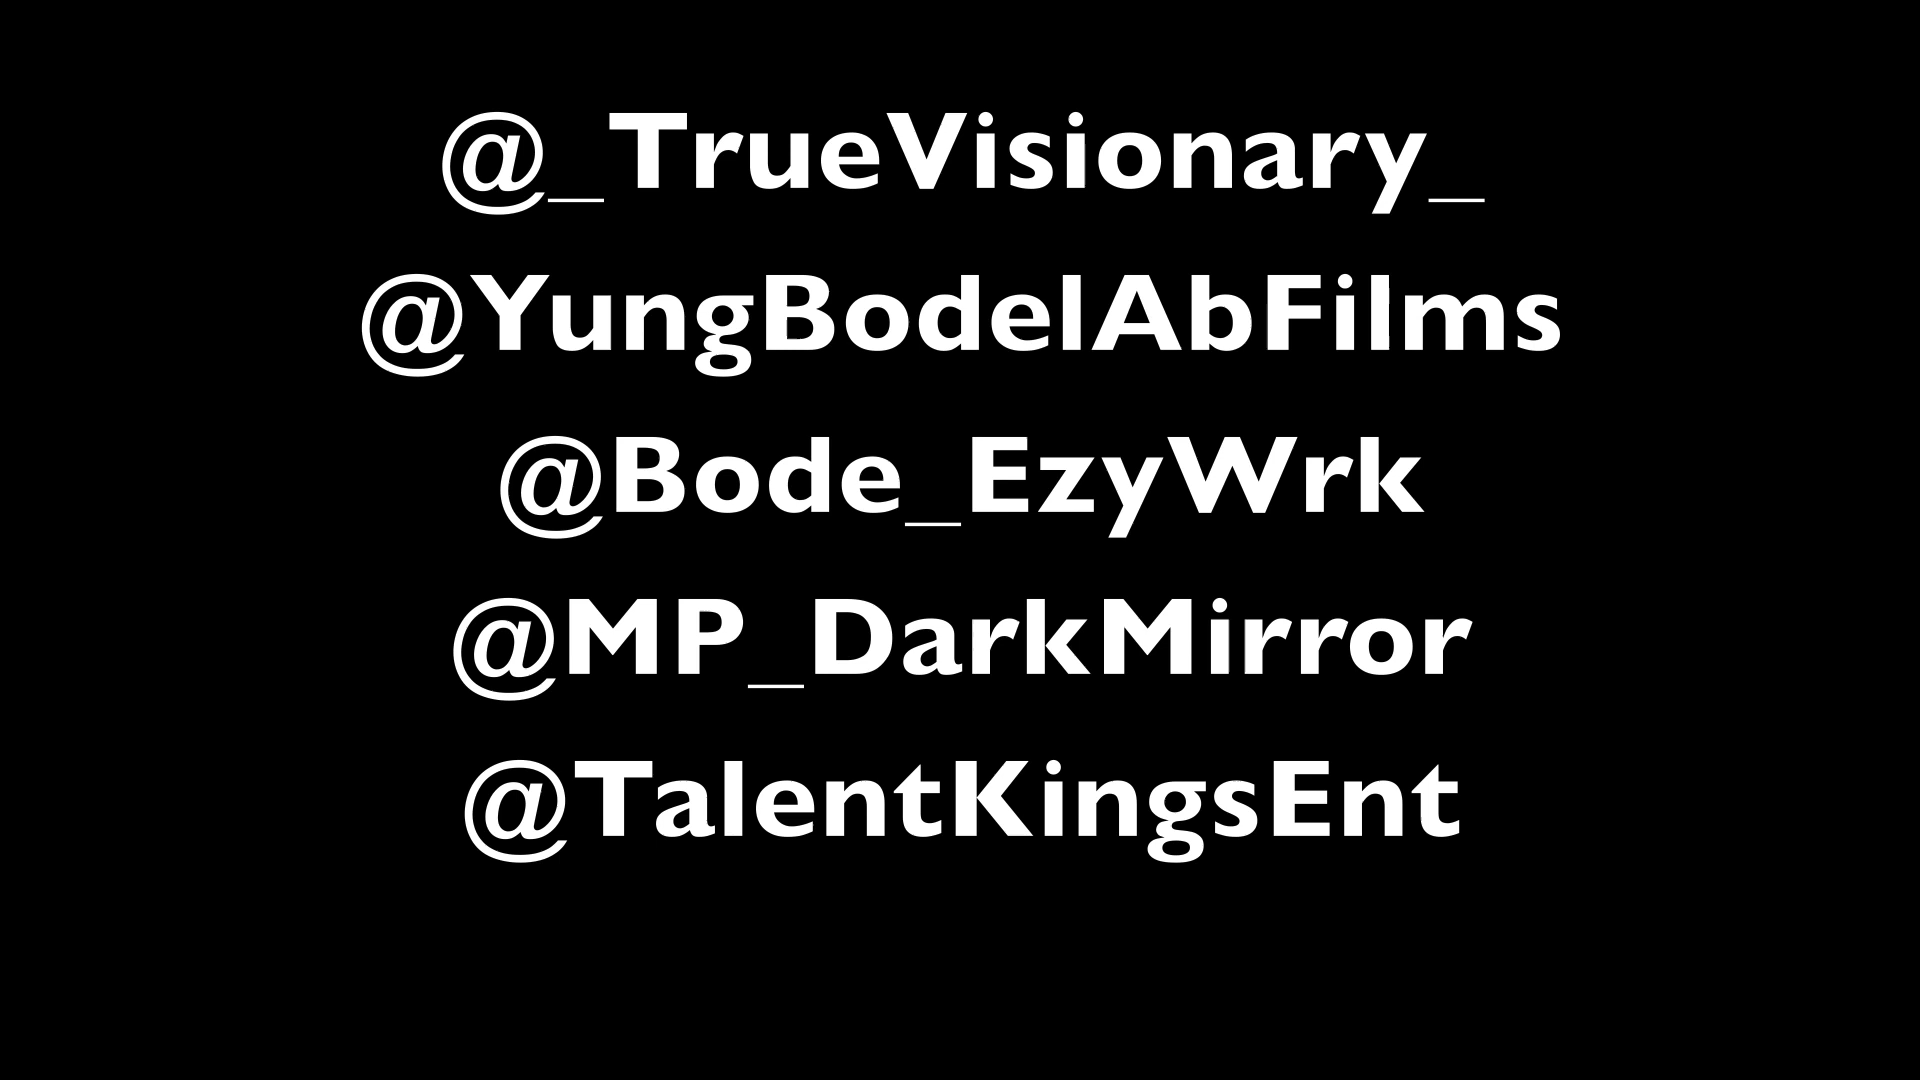 @_TrueVisionary_
@YungBodelAbFilms
@Bode_EzyWrk
@MP_DarkMirror
@TalentKingsEnt